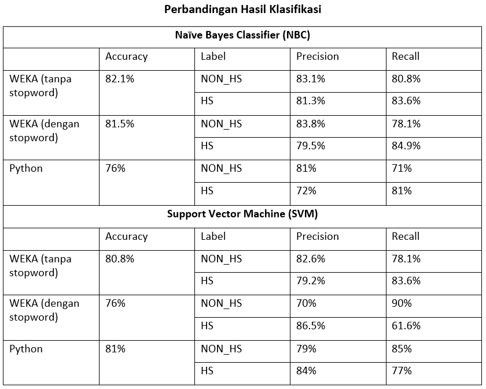 Perbandingan Hasil Klasifikasi
Naïve Bayes Classifier (NBC)
Accuracy Label Precision Recall
WEKA (tanpa stopword) 82.1% NON_HS 83.1% 80.8%
HS 81.3% 83.6%
WEKA (dengan stopword) 81.5% NON_HS 83.8% 78.1%
HS 79.5% 84.9%
Python 76% NON_HS 81% 71%
HS 72% 81%
Support Vector Machine (SVM)
Accuracy Label Precision Recall
WEKA (tanpa stopword) 80.8% NON_HS 82.6% 78.1%
HS 79.2% 83.6%
WEKA (dengan stopword) 76% NON_HS 70% 90%
HS 86.5% 61.6%
Python 81% NON_HS 79% 85%
HS 84% 77%